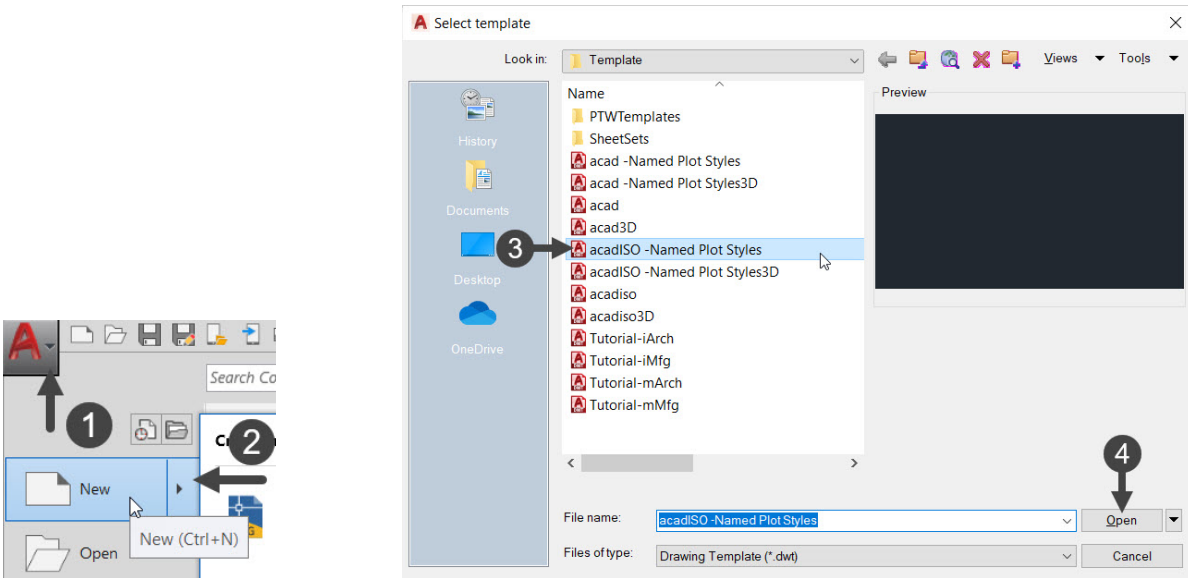 A Select template
Look in: Template Views Tools
History
Documents
Desktop
OneDrive
Name
PTWTemplates
SheetSets
acad -Named Plot Styles
acad -Named Plot Styles3D
acad
acad3D
3 acadISO -Named Plot Styles
acadISO -Named Plot Styles3D
acadiso
acadiso3D
Tutorial-iArch
Tutorial-iMfg
Tutorial-mArch
Tutorial-mMfg
Preview
4
File name: acadISO -Named Plot Styles Open
Files of type: Drawing Template (*.dwt) Cancel
A
Search Co
1
2
New
New (Ctrl+N)
Open